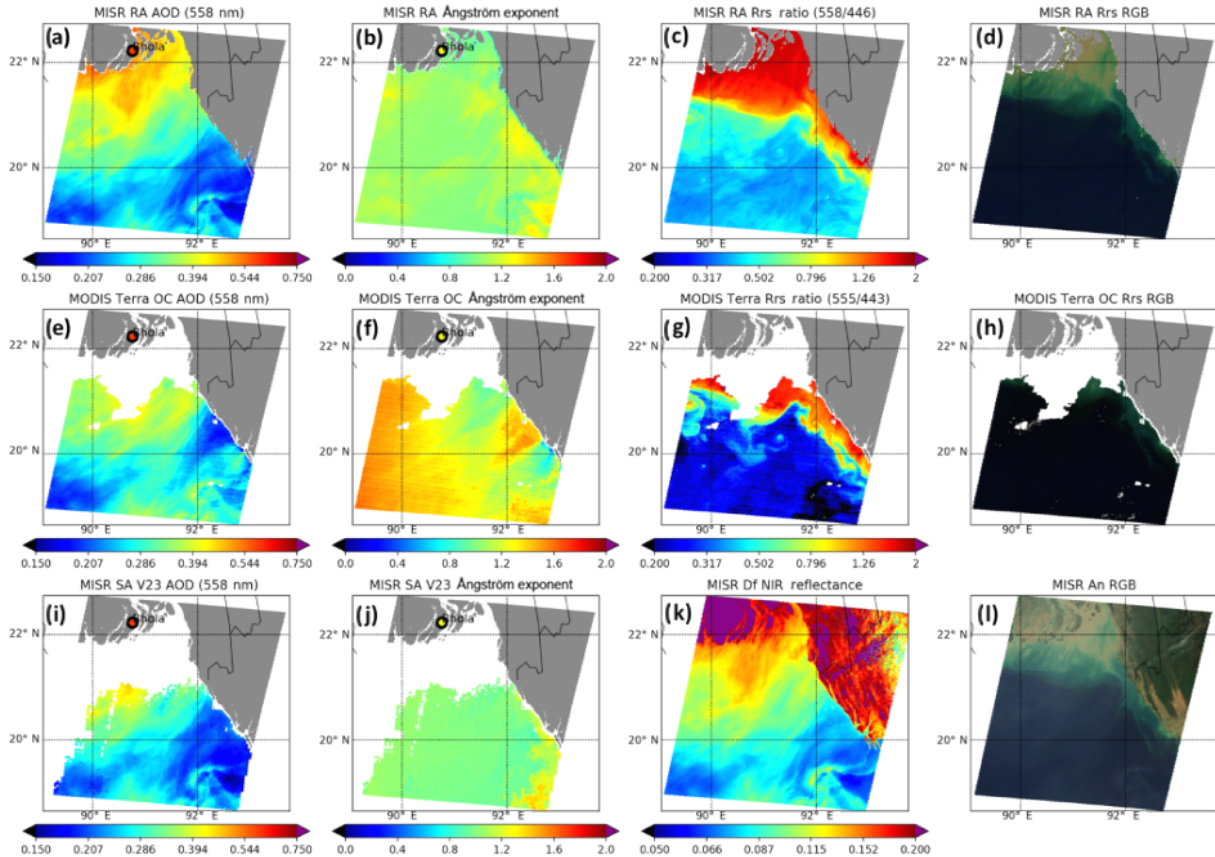 MISR RA AOD (558 nm)
MISR RA Ångström exponent
MISR RA Rrs ratio (558/446)
MISR RA Rrs RGB
(a)
(b)
(c)
(d)
Bhola
Bhola
22° N
22° N
22° N
22° N
20° N
20° N
20° N
20° N
90° E
92° E
90° E
92° E
90° E
92° E
90° E
92° E
0.150 0.207 0.286 0.394 0.544 0.750
0.0 0.4 0.8 1.2 1.6 2.0
0.200 0.317 0.502 0.796 1.26 2
MODIS Terra OC AOD (558 nm)
MODIS Terra OC Ångström exponent
MODIS Terra Rrs ratio (555/443)
MODIS Terra OC Rrs RGB
(e)
(f)
(g)
(h)
Bhola
Bhola
22° N
22° N
22° N
22° N
20° N
20° N
20° N
20° N
90° E
92° E
90° E
92° E
90° E
92° E
90° E
92° E
0.150 0.207 0.286 0.394 0.544 0.750
0.0 0.4 0.8 1.2 1.6 2.0
0.200 0.317 0.502 0.796 1.26 2
MISR SA V23 AOD (558 nm)
MISR SA V23 Ångström exponent
MISR Df NIR reflectance
MISR An RGB
(i)
(j)
(k)
(l)
Bhola
Bhola
22° N
22° N
22° N
22° N
20° N
20° N
20° N
20° N
90° E
92° E
90° E
92° E
90° E
92° E
90° E
92° E
0.150 0.207 0.286 0.394 0.544 0.750
0.0 0.4 0.8 1.2 1.6 2.0
0.050 0.066 0.087 0.115 0.152 0.200